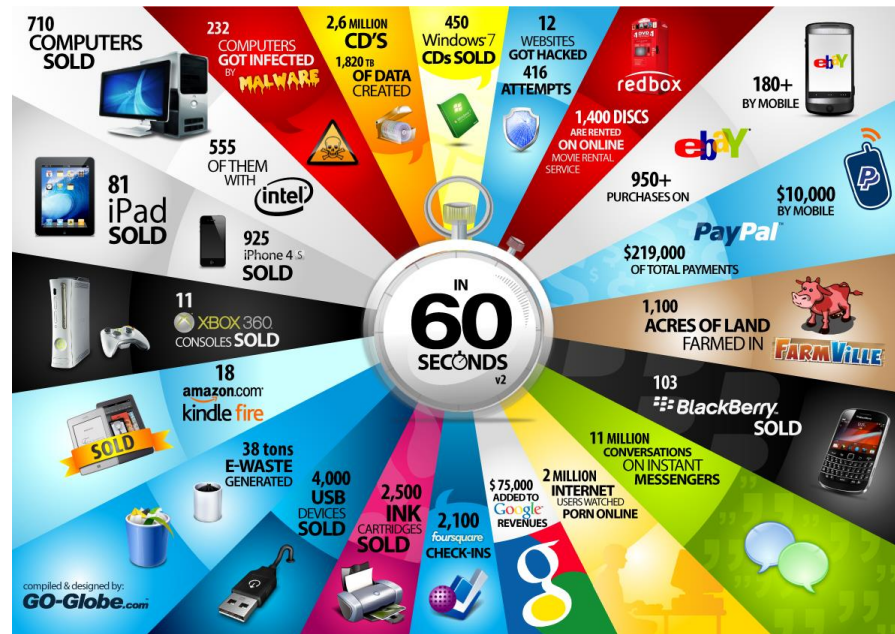 710
COMPUTERS
SOLD
555
OF THEM
WITH
intel
232
COMPUTERS
GOT INFECTED
BY
MALWARE
2,6 MILLION
CD'S
1,820 TB
OF DATA
CREATED
450
Windows 7
CDs SOLD
12
WEBSITES
GOT HACKED
416
ATTEMPTS
redbox
1,400 DISCS
ARE RENTED
ON ONLINE
MOVIE RENTAL
SERVICE
ebaY
180+
BY MOBILE
ebaY
950+
PURCHASES ON
$10,000
BY MOBILE
PayPal
$219,000
OF TOTAL PAYMENTS
1,100
ACRES OF LAND
FARMED IN
FARMVILLE
103
BlackBerry
SOLD
11 MILLION
CONVERSATIONS
ON INSTANT
MESSENGERS
2 MILLION
INTERNET
USERS WATCHED
PORN ONLINE
$75,000
ADDED TO
Google
REVENUES
g
2,100
foursquare
CHECK-INS
2,500
INK
CARTRIDGES
SOLD
4,000
USB
DEVICES
SOLD
38 tons
E-WASTE
GENERATED
18
amazon.com
kindle fire
SOLD
11
XBOX 360
CONSOLES SOLD
81
iPad
SOLD
925
iPhone 4 S
SOLD
IN
60
SECONDS
v2
compiled & designed by:
GO-Globe.com